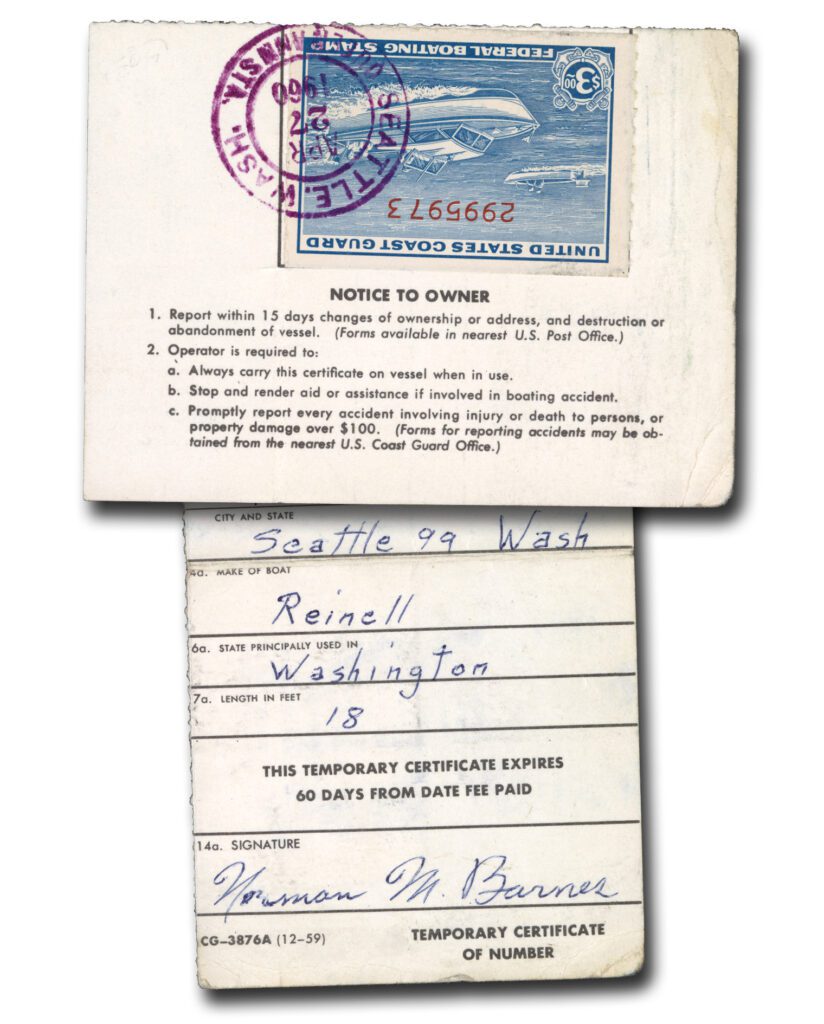 SEATTLE, WASH.
QUEEN ANN STA.
APR
27
1960
UNITED STATES COAST GUARD
2995973
$3.00
FEDERAL BOATING STAMP
NOTICE TO OWNER
1. Report within 15 days changes of ownership or address, and destruction or
abandonment of vessel. (Forms available in nearest U.S. Post Office.)
2. Operator is required to:
a. Always carry this certificate on vessel when in use.
b. Stop and render aid or assistance if involved in boating accident.
c. Promptly report every accident involving injury or death to persons, or
property damage over $100. (Forms for reporting accidents may be ob-
tained from the nearest U.S. Coast Guard Office.)
CITY AND STATE
Seattle 99 Wash
4a. MAKE OF BOAT
Reinell
6a. STATE PRINCIPALLY USED IN
Washington
7a. LENGTH IN FEET
18
THIS TEMPORARY CERTIFICATE EXPIRES
60 DAYS FROM DATE FEE PAID
14a. SIGNATURE
Norman M. Barnes
CG–3876A (12–59)
TEMPORARY CERTIFICATE
OF NUMBER